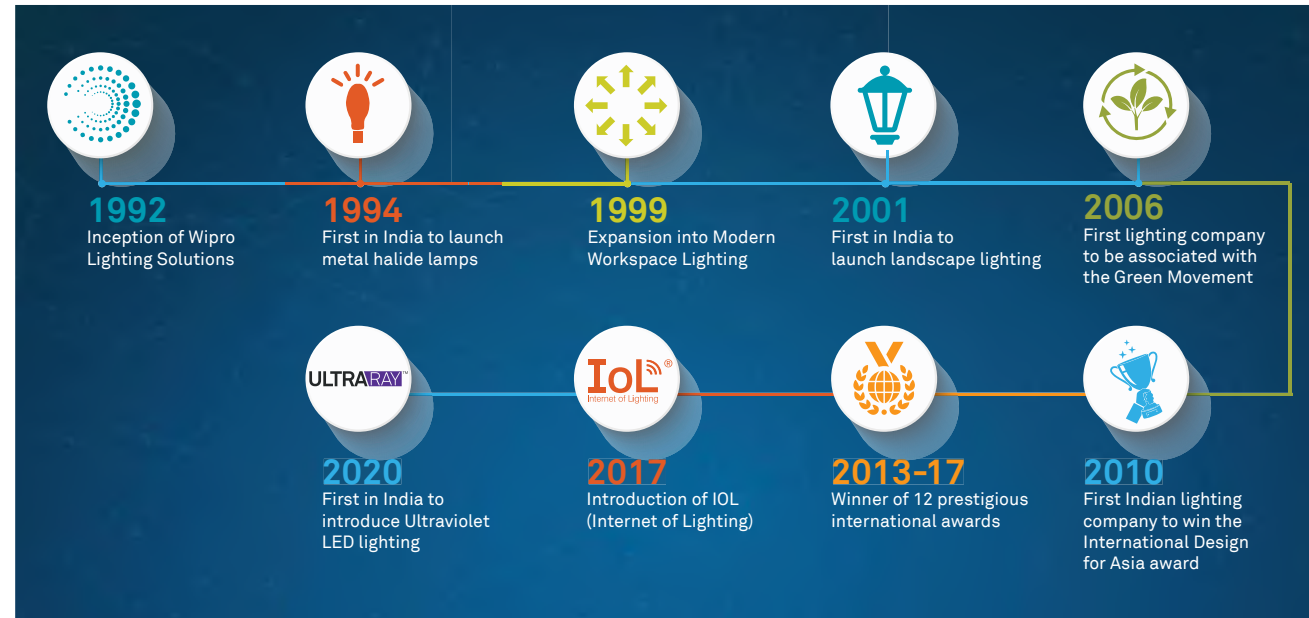 1992
Inception of Wipro
Lighting Solutions
1994
First in India to launch
metal halide lamps
1999
Expansion into Modern
Workspace Lighting
2001
First in India to
launch landscape lighting
2006
First lighting company
to be associated with
the Green Movement
ULTRARAY™
2020
First in India to
introduce Ultraviolet
LED lighting
IoL®
Internet of Lighting
2017
Introduction of IOL
(Internet of Lighting)
2013-17
Winner of 12 prestigious
international awards
2010
First Indian lighting
company to win the
International Design
for Asia award